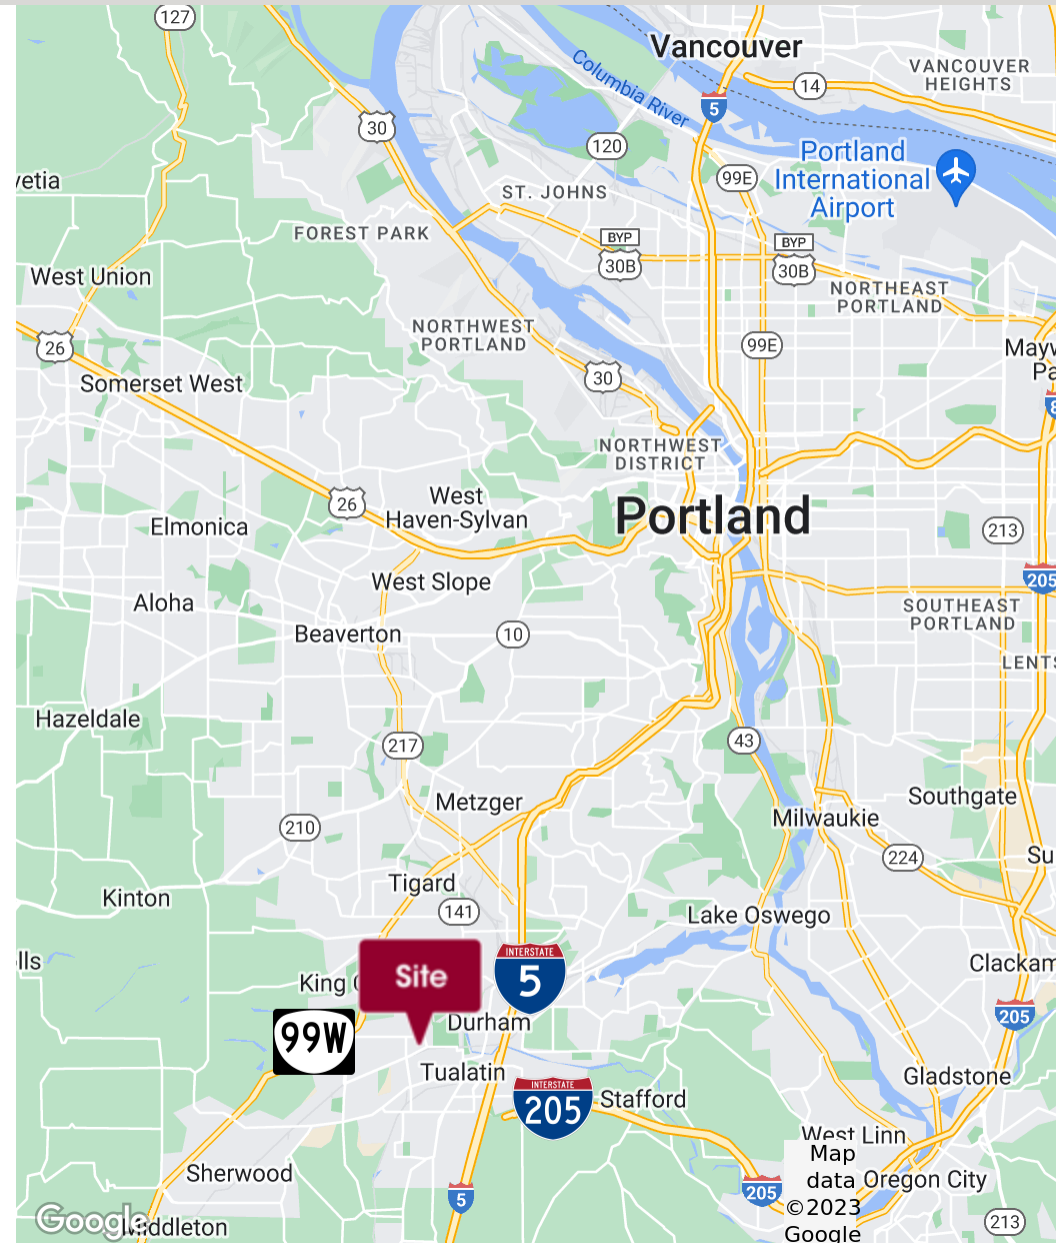 127
Vancouver
VANCOUVER
HEIGHTS
Columbia River
14
5
30
120
Portland
International
Airport
99E
ST. JOHNS
FOREST PARK
BYP
30B
BYP
30B
West Union
NORTHEAST
PORTLAND
NORTHWEST
PORTLAND
26
99E
30
Somerset West
NORTHWEST
DISTRICT
West
Haven-Sylvan
26
Portland
Elmonica
213
West Slope
205
Aloha
SOUTHEAST
PORTLAND
Beaverton
10
LENTS
Hazeldale
217
43
Metzger
Southgate
Milwaukie
210
224
Tigard
Kinton
141
Lake Oswego
Site
INTERSTATE
5
King
205
Durham
99W
Tualatin
Gladstone
INTERSTATE
205
Stafford
West Linn
Map
data
©2023
Google
Sherwood
Oregon City
205
5
213
Google
Middleton